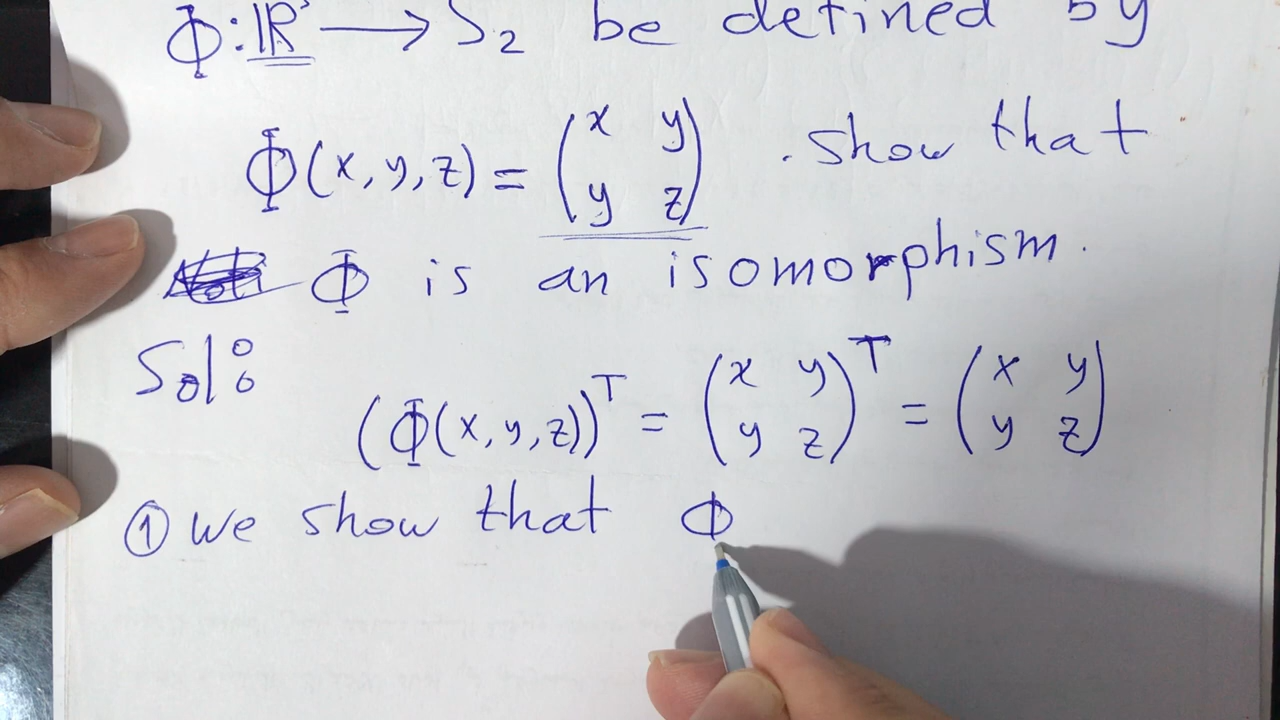 Φ: ℝ³ ⟶ S₂ be defined by
Φ(x, y, z) = (x y; y z) . Show that
Φ is an isomorphism.
Sol:
(Φ(x, y, z))ᵀ = (x y; y z)ᵀ = (x y; y z)
① we show that Φ